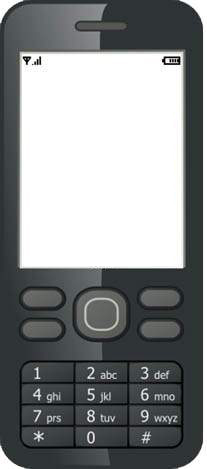 1 2 abc 3 def
4 ghi 5 jkl 6 mno
7 prs 8 tuv 9 wxyz
* 0 #